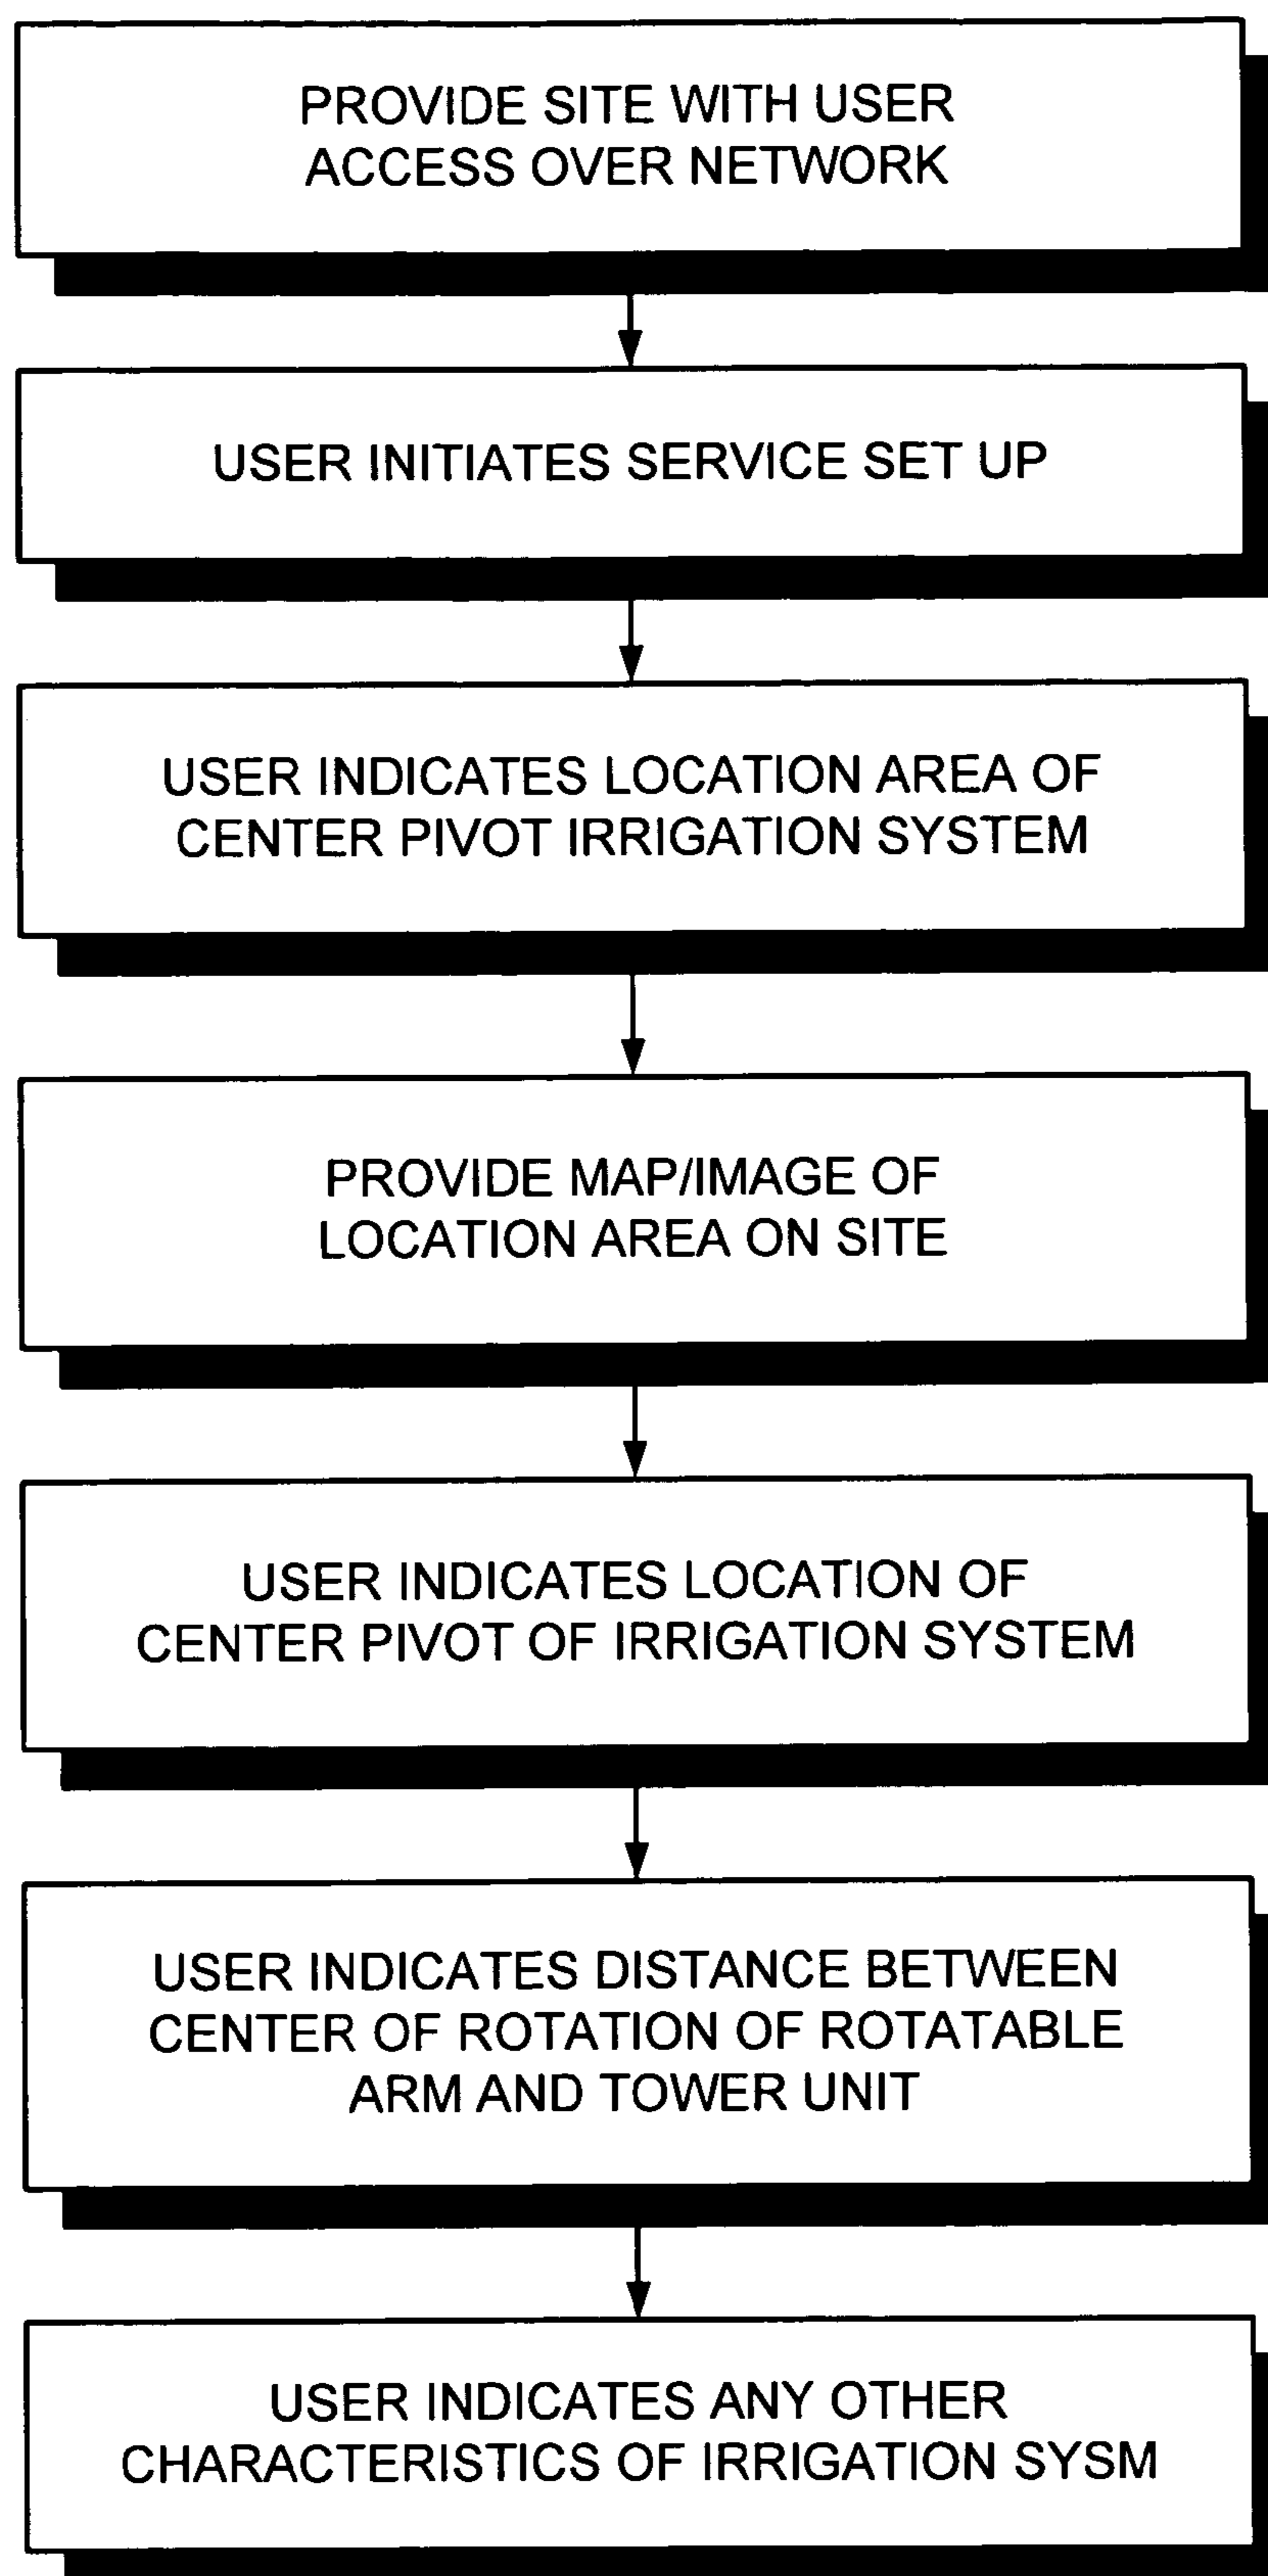 PROVIDE SITE WITH USER
ACCESS OVER NETWORK
USER INITIATES SERVICE SET UP
USER INDICATES LOCATION AREA OF
CENTER PIVOT IRRIGATION SYSTEM
PROVIDE MAP/IMAGE OF
LOCATION AREA ON SITE
USER INDICATES LOCATION OF
CENTER PIVOT OF IRRIGATION SYSTEM
USER INDICATES DISTANCE BETWEEN
CENTER OF ROTATION OF ROTATABLE
ARM AND TOWER UNIT
USER INDICATES ANY OTHER
CHARACTERISTICS OF IRRIGATION SYSM